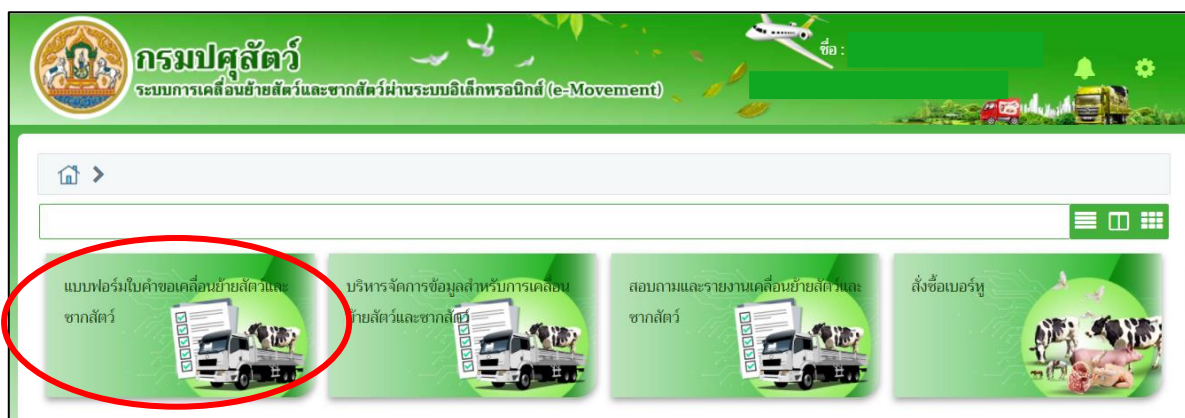 กรมปศุสัตว์
ระบบการเคลื่อนย้ายสัตว์และซากสัตว์ผ่านระบบอิเล็กทรอนิกส์ (e-Movement)
ชื่อ :
แบบฟอร์มใบคำขอเคลื่อนย้ายสัตว์และ
ซากสัตว์
บริหารจัดการข้อมูลสำหรับการเคลื่อน
ย้ายสัตว์และซากสัตว์
สอบถามและรายงานเคลื่อนย้ายสัตว์และ
ซากสัตว์
สั่งซื้อเบอร์หู